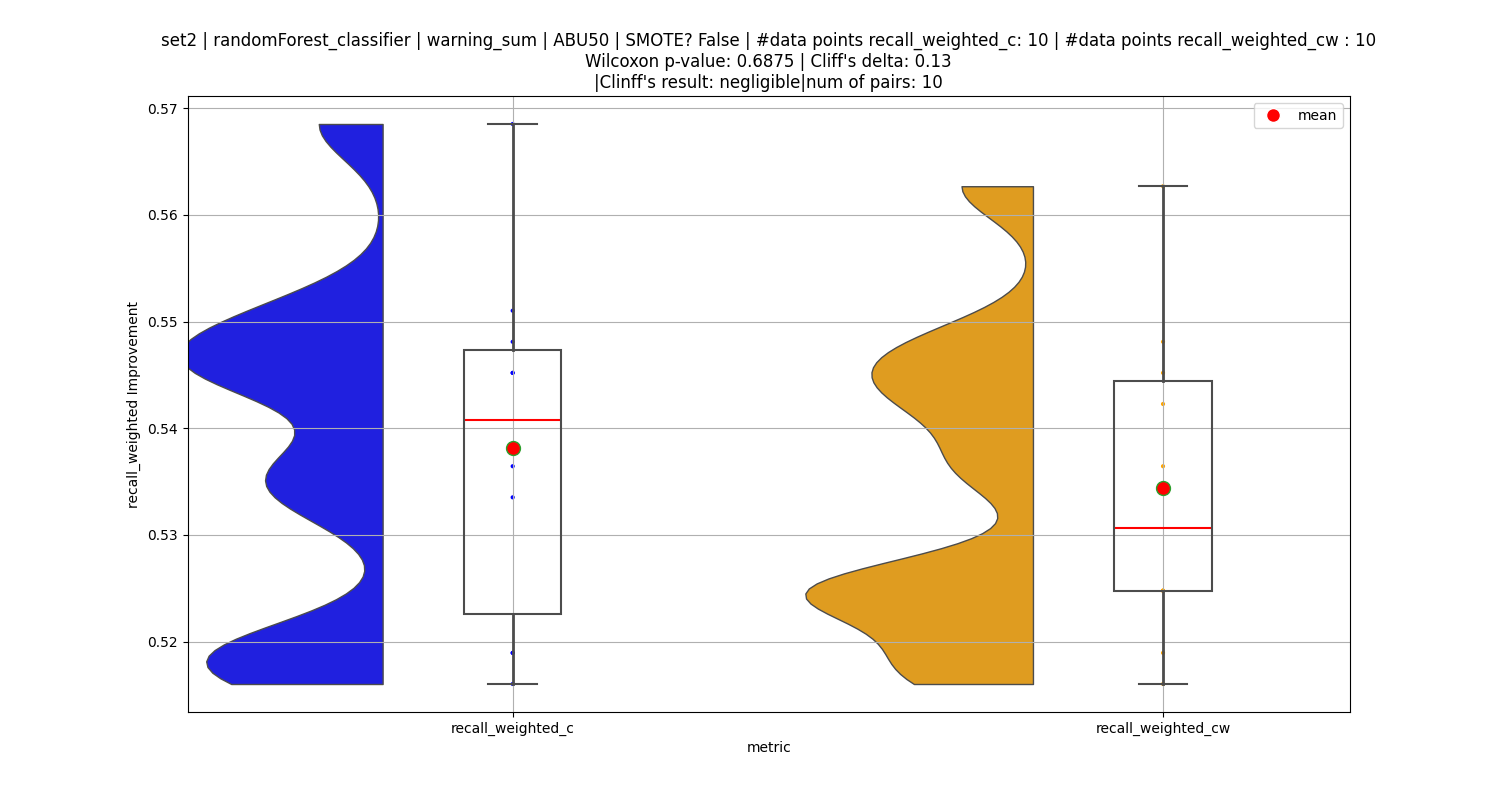 set2 | randomForest_classifier | warning_sum | ABU50 | SMOTE? False | #data points recall_weighted_c: 10 | #data points recall_weighted_cw : 10
Wilcoxon p-value: 0.6875 | Cliff's delta: 0.13
|Clinff's result: negligible|num of pairs: 10
mean
0.57
0.56
0.55
0.54
0.53
0.52
recall_weighted Improvement
recall_weighted_c
recall_weighted_cw
metric